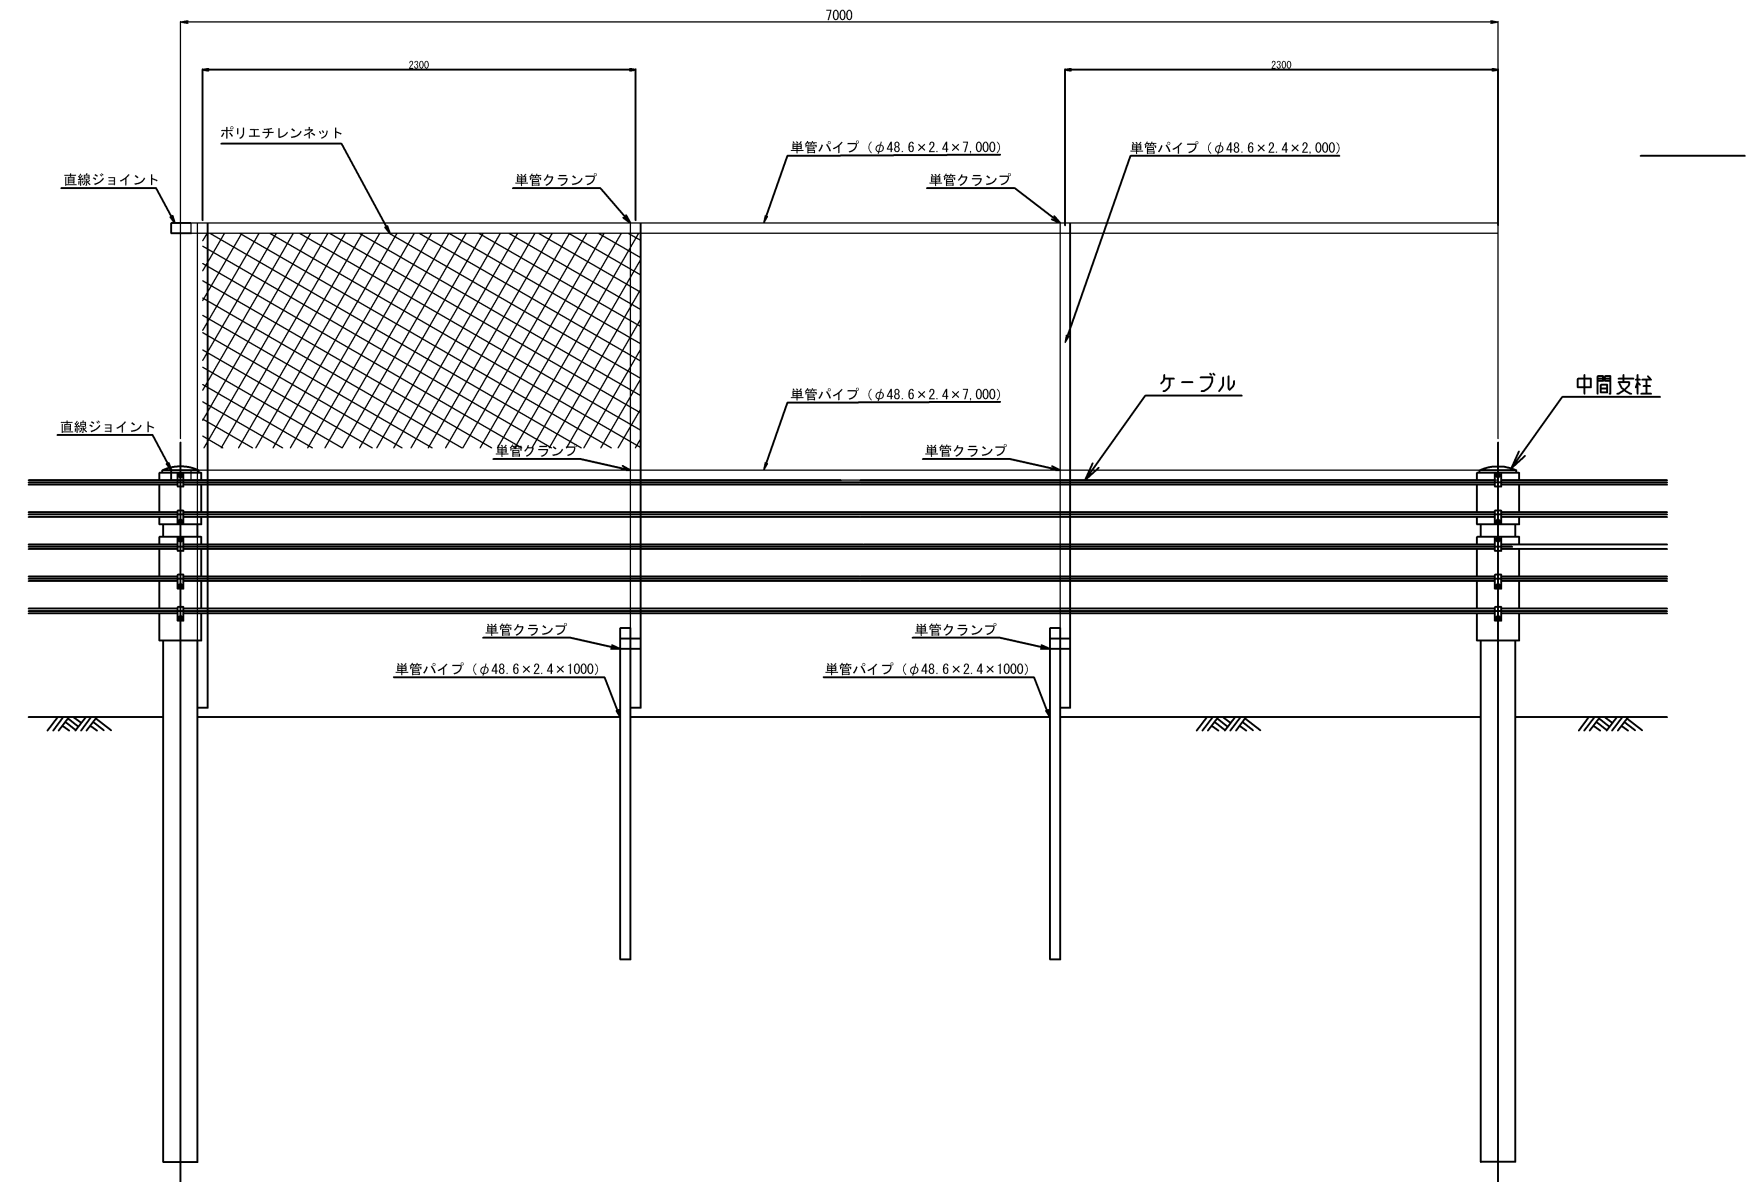 7000
2300
2300
ポリエチレンネット
単管パイプ（φ48.6×2.4×7,000）
単管パイプ（φ48.6×2.4×2,000）
直線ジョイント
単管クランプ
単管クランプ
ケーブル
中間支柱
単管パイプ（φ48.6×2.4×7,000）
直線ジョイント
単管クランプ
単管クランプ
単管クランプ
単管クランプ
単管パイプ（φ48.6×2.4×1000）
単管パイプ（φ48.6×2.4×1000）